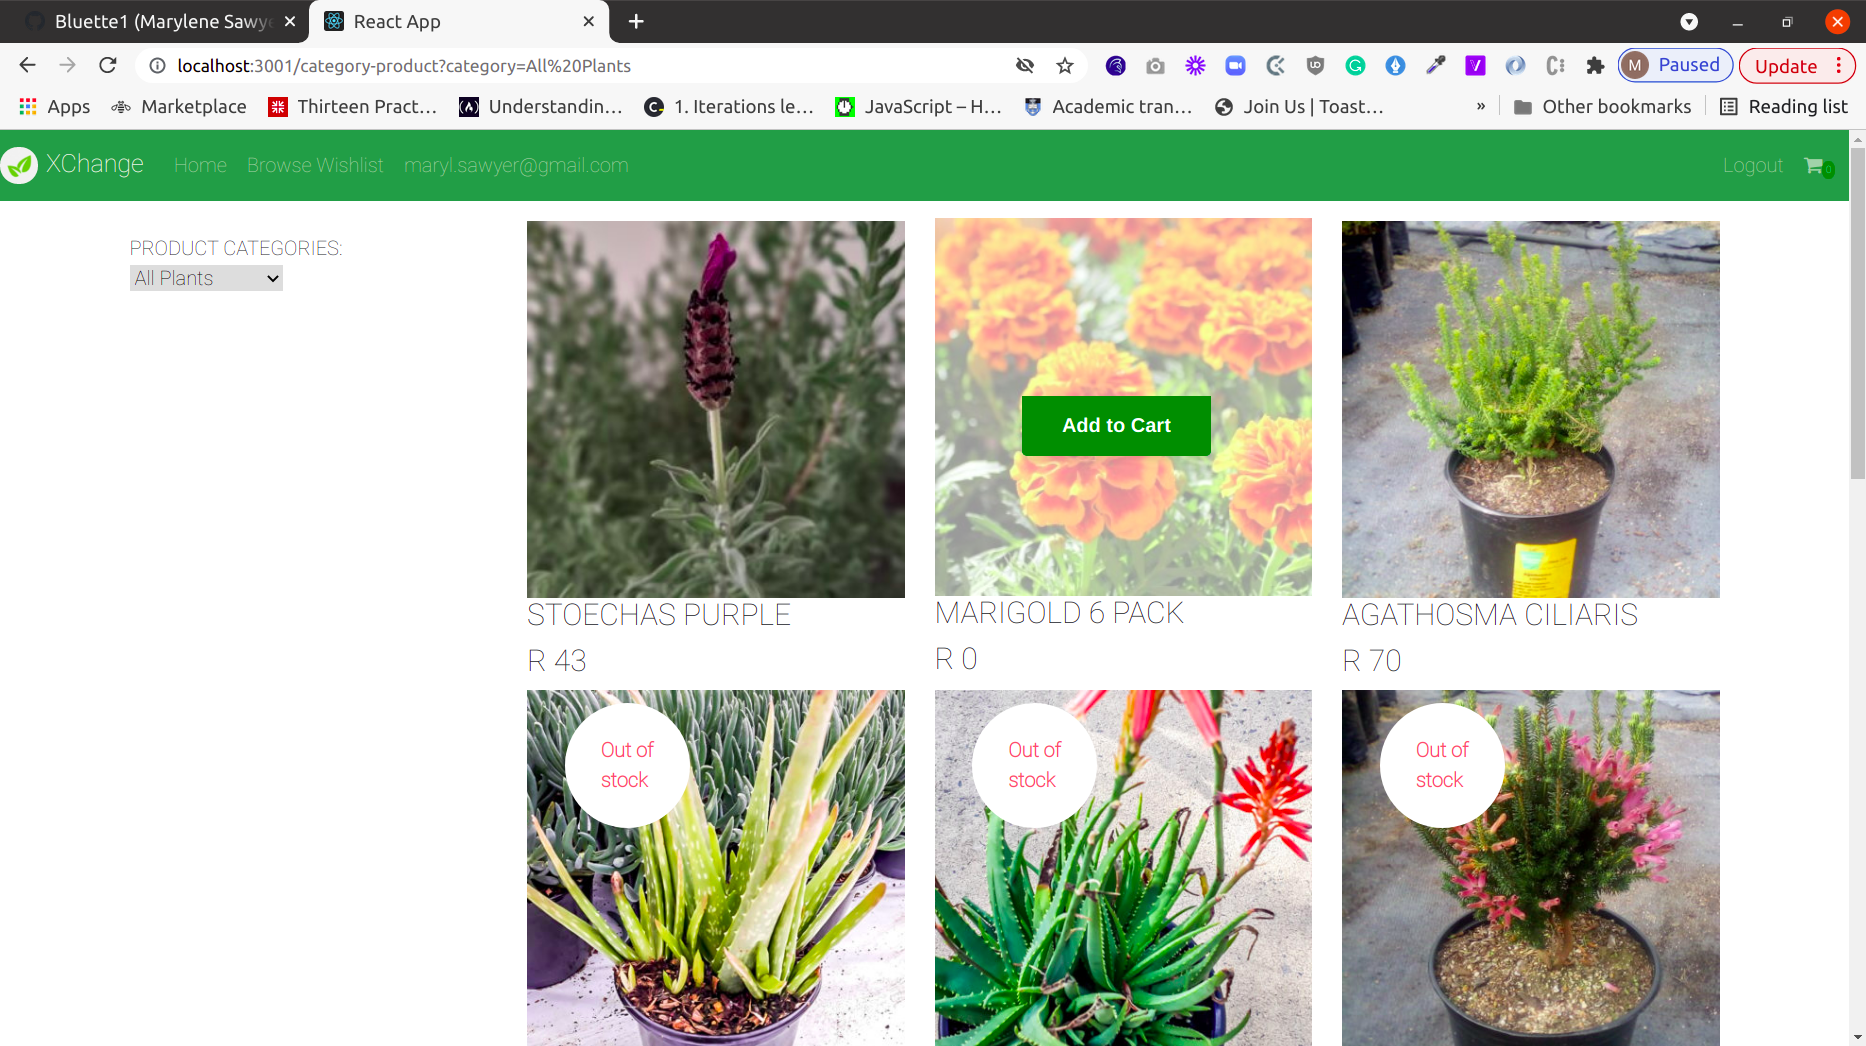 Bluette1 (Marylene Sawye
React App
localhost:3001/category-product?category=All%20Plants
M Paused
Update
Apps
Marketplace
Thirteen Pract…
Understandin…
1. Iterations le…
JavaScript – H…
Academic tran…
Join Us | Toast…
»
Other bookmarks
Reading list
XChange
Home
Browse Wishlist
maryl.sawyer@gmail.com
Logout
0
PRODUCT CATEGORIES:
All Plants
Add to Cart
STOECHAS PURPLE
R 43
MARIGOLD 6 PACK
R 0
AGATHOSMA CILIARIS
R 70
Out of
stock
Out of
stock
Out of
stock